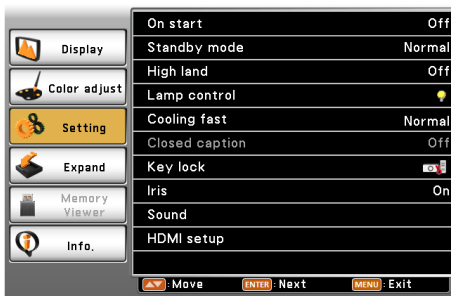 Display
Color adjust
Setting
Expand
Memory
Viewer
Info.
On start Off
Standby mode Normal
High land Off
Lamp control
Cooling fast Normal
Closed caption Off
Key lock
Iris On
Sound
HDMI setup
: Move ENTER : Next MENU : Exit